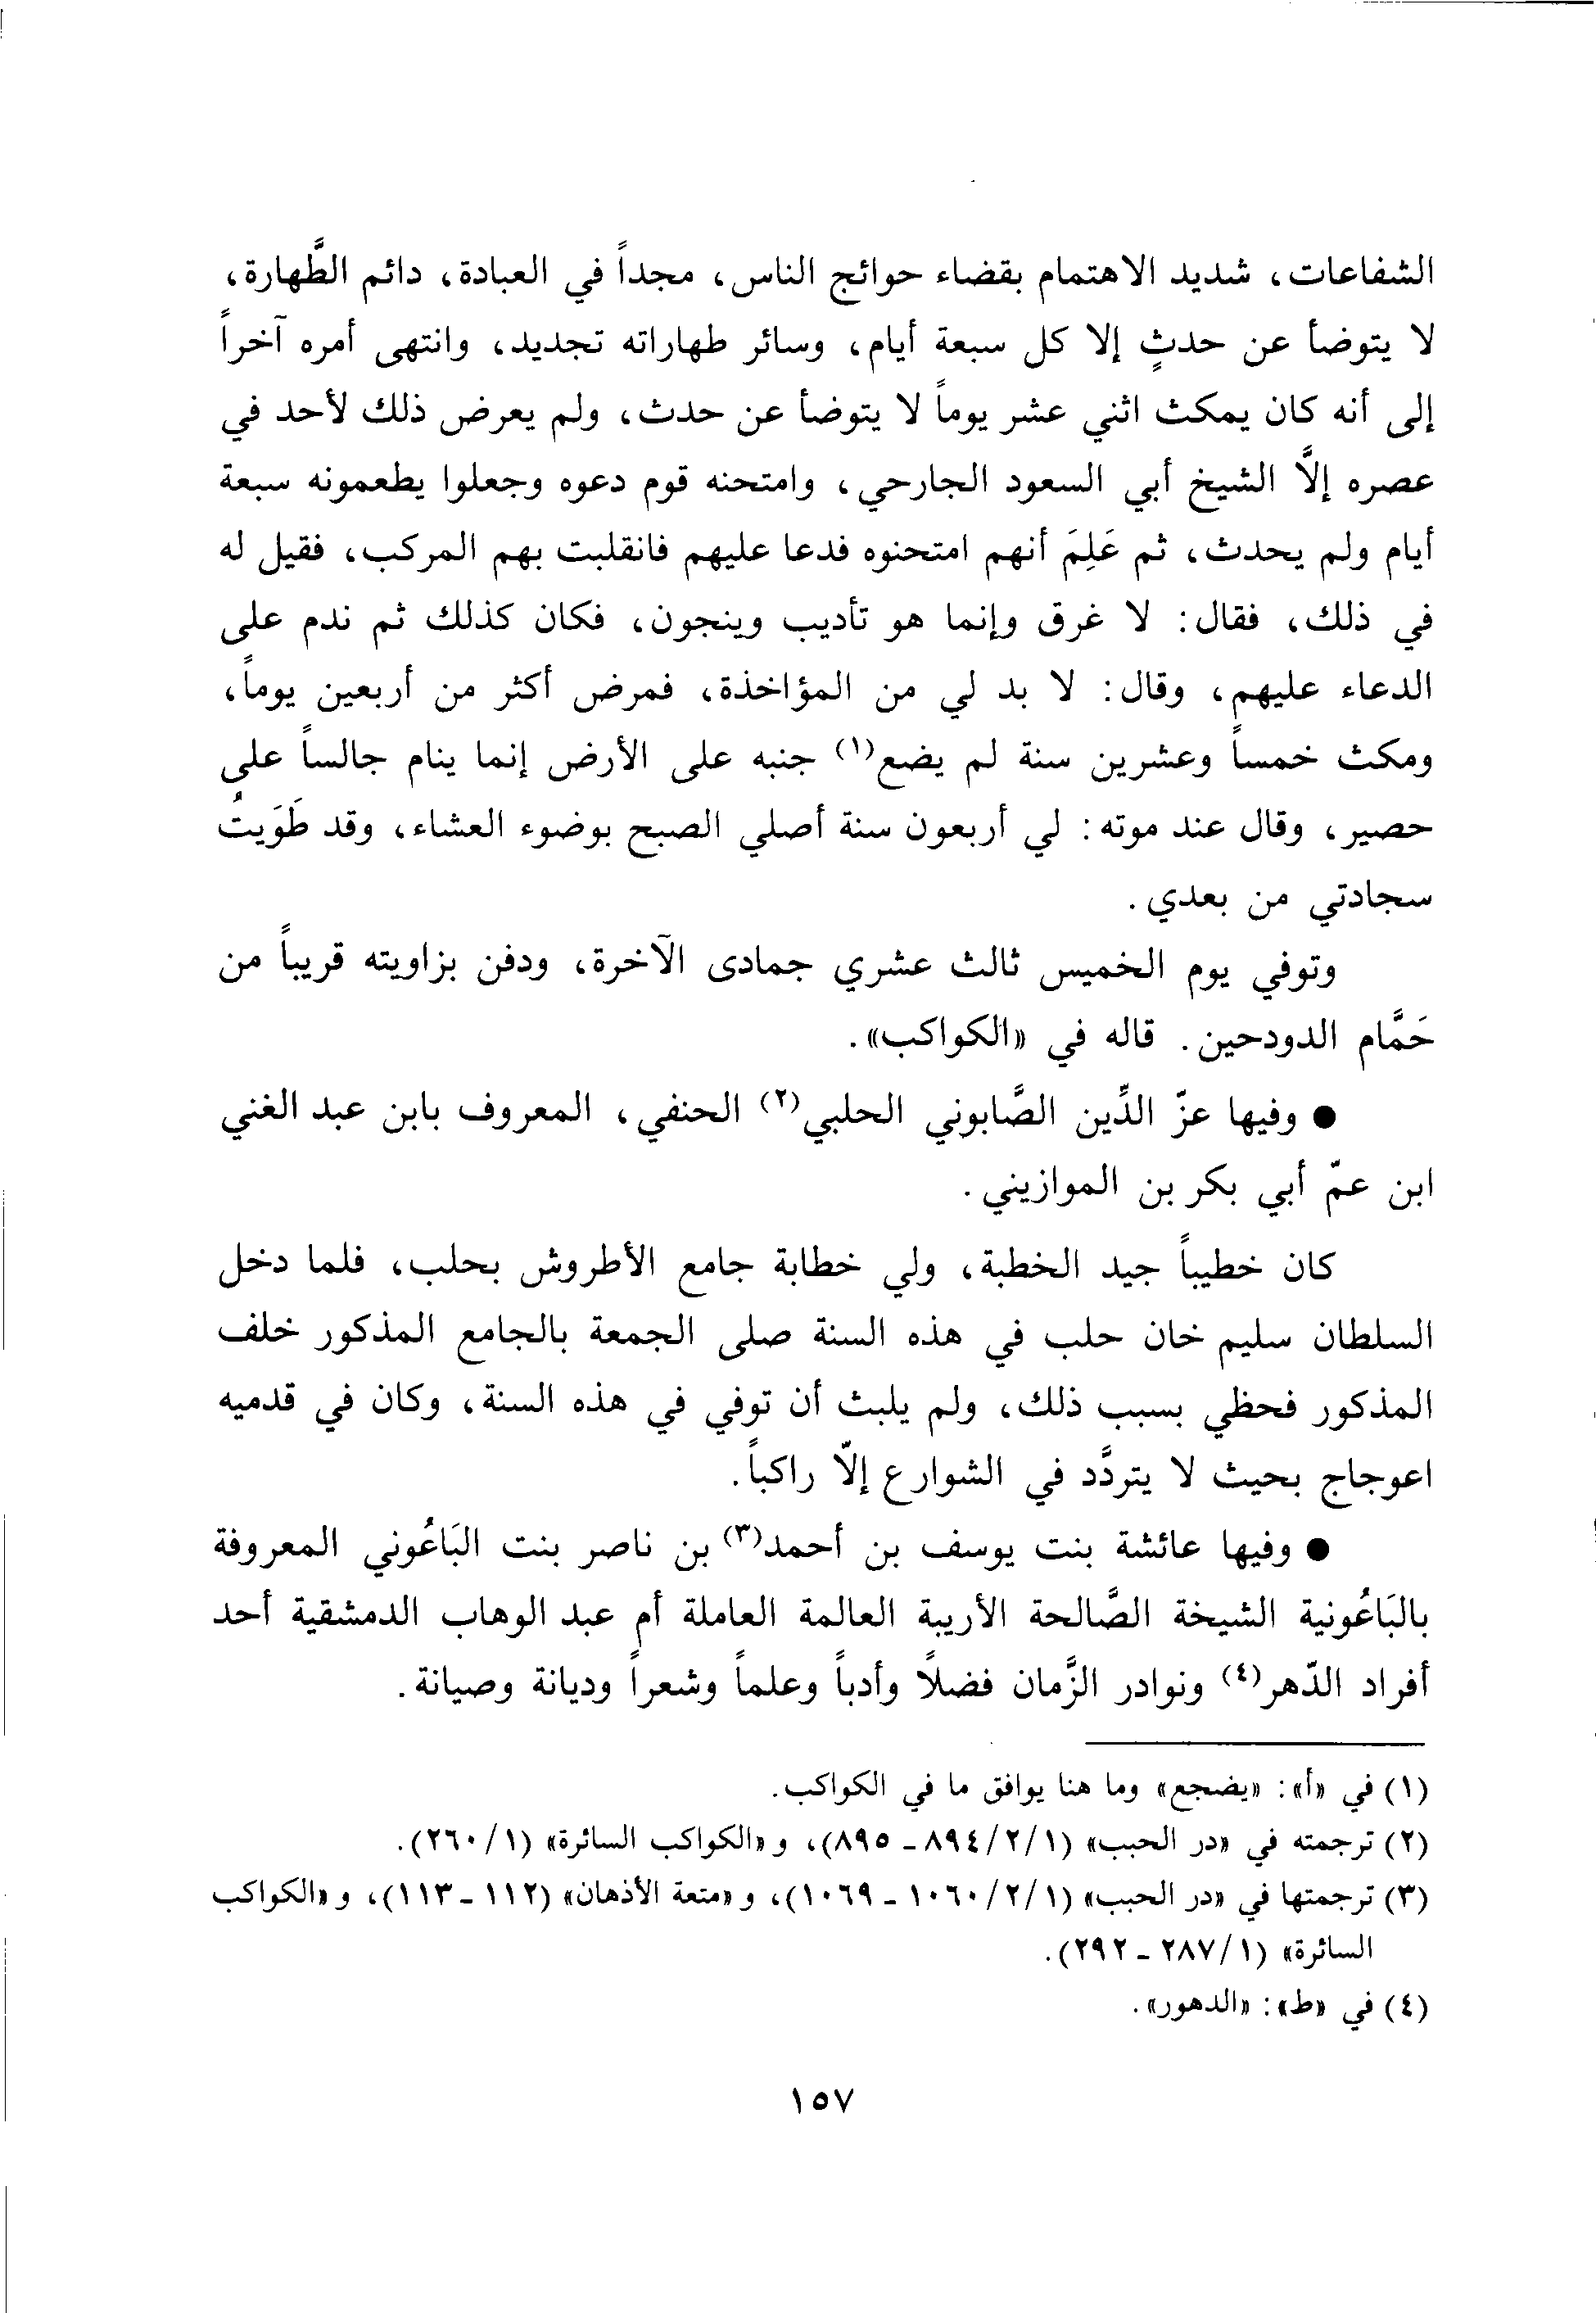 الشفاعات، شديد الاهتمام بقضاء حوائج الناس، مجداً في العبادة، دائم الطَّهارة،
لا يتوضأ عن حدثٍ إلا كل سبعة أيام، وسائر طهاراته تجديد، وانتهى أمره آخراً
إلى أنه كان يمكث اثني عشر يوماً لا يتوضأ عن حدث، ولم يعرض ذلك لأحد في
عصره إلَّا الشيخ أبي السعود الجارحي، وامتحنه قوم دعوه وجعلوا يطعمونه سبعة
أيام ولم يحدث، ثم عَلِمَ أنهم امتحنوه فدعا عليهم فانقلبت بهم المركب، فقيل له
في ذلك، فقال: لا غرق وإنما هو تأديب وينجون، فكان كذلك ثم ندم على
الدعاء عليهم، وقال: لا بد لي من المؤاخذة، فمرض أكثر من أربعين يوماً،
ومكث خمساً وعشرين سنة لم يضع(١) جنبه على الأرض إنما ينام جالساً على
حصير، وقال عند موته: لي أربعون سنة أصلي الصبح بوضوء العشاء، وقد طَوَيتُ
سجادتي من بعدي.
وتوفي يوم الخميس ثالث عشري جمادى الآخرة، ودفن بزاويته قريباً من
حَمَّام الدودحين. قاله في «الكواكب».
● وفيها عزّ الدِّين الصَّابوني الحلبي(٢) الحنفي، المعروف بابن عبد الغني
ابن عمّ أبي بكر بن الموازيني.
كان خطيباً جيد الخطبة، ولي خطابة جامع الأطروش بحلب، فلما دخل
السلطان سليم خان حلب في هذه السنة صلى الجمعة بالجامع المذكور خلف
المذكور فحظي بسبب ذلك، ولم يلبث أن توفي في هذه السنة، وكان في قدميه
اعوجاج بحيث لا يتردَّد في الشوارع إلّا راكباً.
● وفيها عائشة بنت يوسف بن أحمد(٣) بن ناصر بنت البَاعُوني المعروفة
بالبَاعُونية الشيخة الصَّالحة الأريبة العالمة العاملة أم عبد الوهاب الدمشقية أحد
أفراد الدّهر(٤) ونوادر الزَّمان فضلاً وأدباً وعلماً وشعراً وديانة وصيانة.
(١) في «أ»: «يضجع» وما هنا يوافق ما في الكواكب.
(٢) ترجمته في «در الحبب» (١/٢/٨٩٤ ـ ٨٩٥)، و «الكواكب السائرة» (١/٢٦٠).
(٣) ترجمتها في «در الحبب» (١/٢/١٠٦٠ ـ ١٠٦٩)، و «متعة الأذهان» (١١٢ ـ ١١٣)، و «الكواكب
السائرة» (١/٢٨٧ ـ ٢٩٢).
(٤) في «ط»: «الدهور».
١٥٧